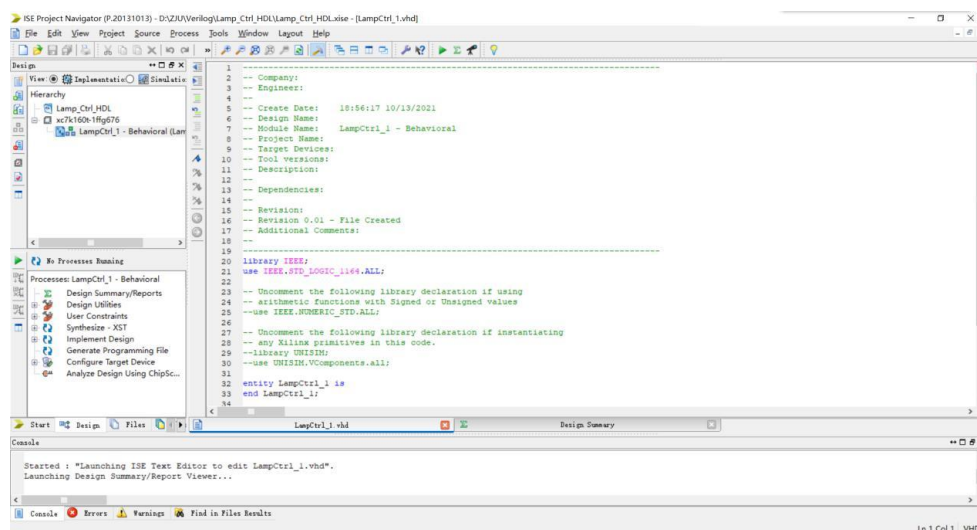 ISE Project Navigator (P.20131013) - D:\ZJU\Verilog\Lamp_Ctrl_HDL\Lamp_Ctrl_HDL.xise - [LampCtrl_1.vhd]
File Edit View Project Source Process Tools Window Layout Help
Design
View: Implementatio Simulatio
Hierarchy
Lamp_Ctrl_HDL
xc7k160t-1ffg676
LampCtrl_1 - Behavioral (Lam
No Processes Running
Processes: LampCtrl_1 - Behavioral
Design Summary/Reports
Design Utilities
User Constraints
Synthesize - XST
Implement Design
Generate Programming File
Configure Target Device
Analyze Design Using ChipSc...
Start Design Files
1 ----------------------------------------------------------------------------------
2 -- Company:
3 -- Engineer:
4 --
5 -- Create Date: 18:56:17 10/13/2021
6 -- Design Name:
7 -- Module Name: LampCtrl_1 - Behavioral
8 -- Project Name:
9 -- Target Devices:
10 -- Tool versions:
11 -- Description:
12 --
13 -- Dependencies:
14 --
15 -- Revision:
16 -- Revision 0.01 - File Created
17 -- Additional Comments:
18 --
19 ----------------------------------------------------------------------------------
20 library IEEE;
21 use IEEE.STD_LOGIC_1164.ALL;
22
23 -- Uncomment the following library declaration if using
24 -- arithmetic functions with Signed or Unsigned values
25 --use IEEE.NUMERIC_STD.ALL;
26
27 -- Uncomment the following library declaration if instantiating
28 -- any Xilinx primitives in this code.
29 --library UNISIM;
30 --use UNISIM.VComponents.all;
31
32 entity LampCtrl_1 is
33 end LampCtrl_1;
34
LampCtrl_1.vhd Design Summary
Console
Started : "Launching ISE Text Editor to edit LampCtrl_1.vhd".
Launching Design Summary/Report Viewer...
Console Errors Warnings Find in Files Results
Ln 1 Col 1 VH